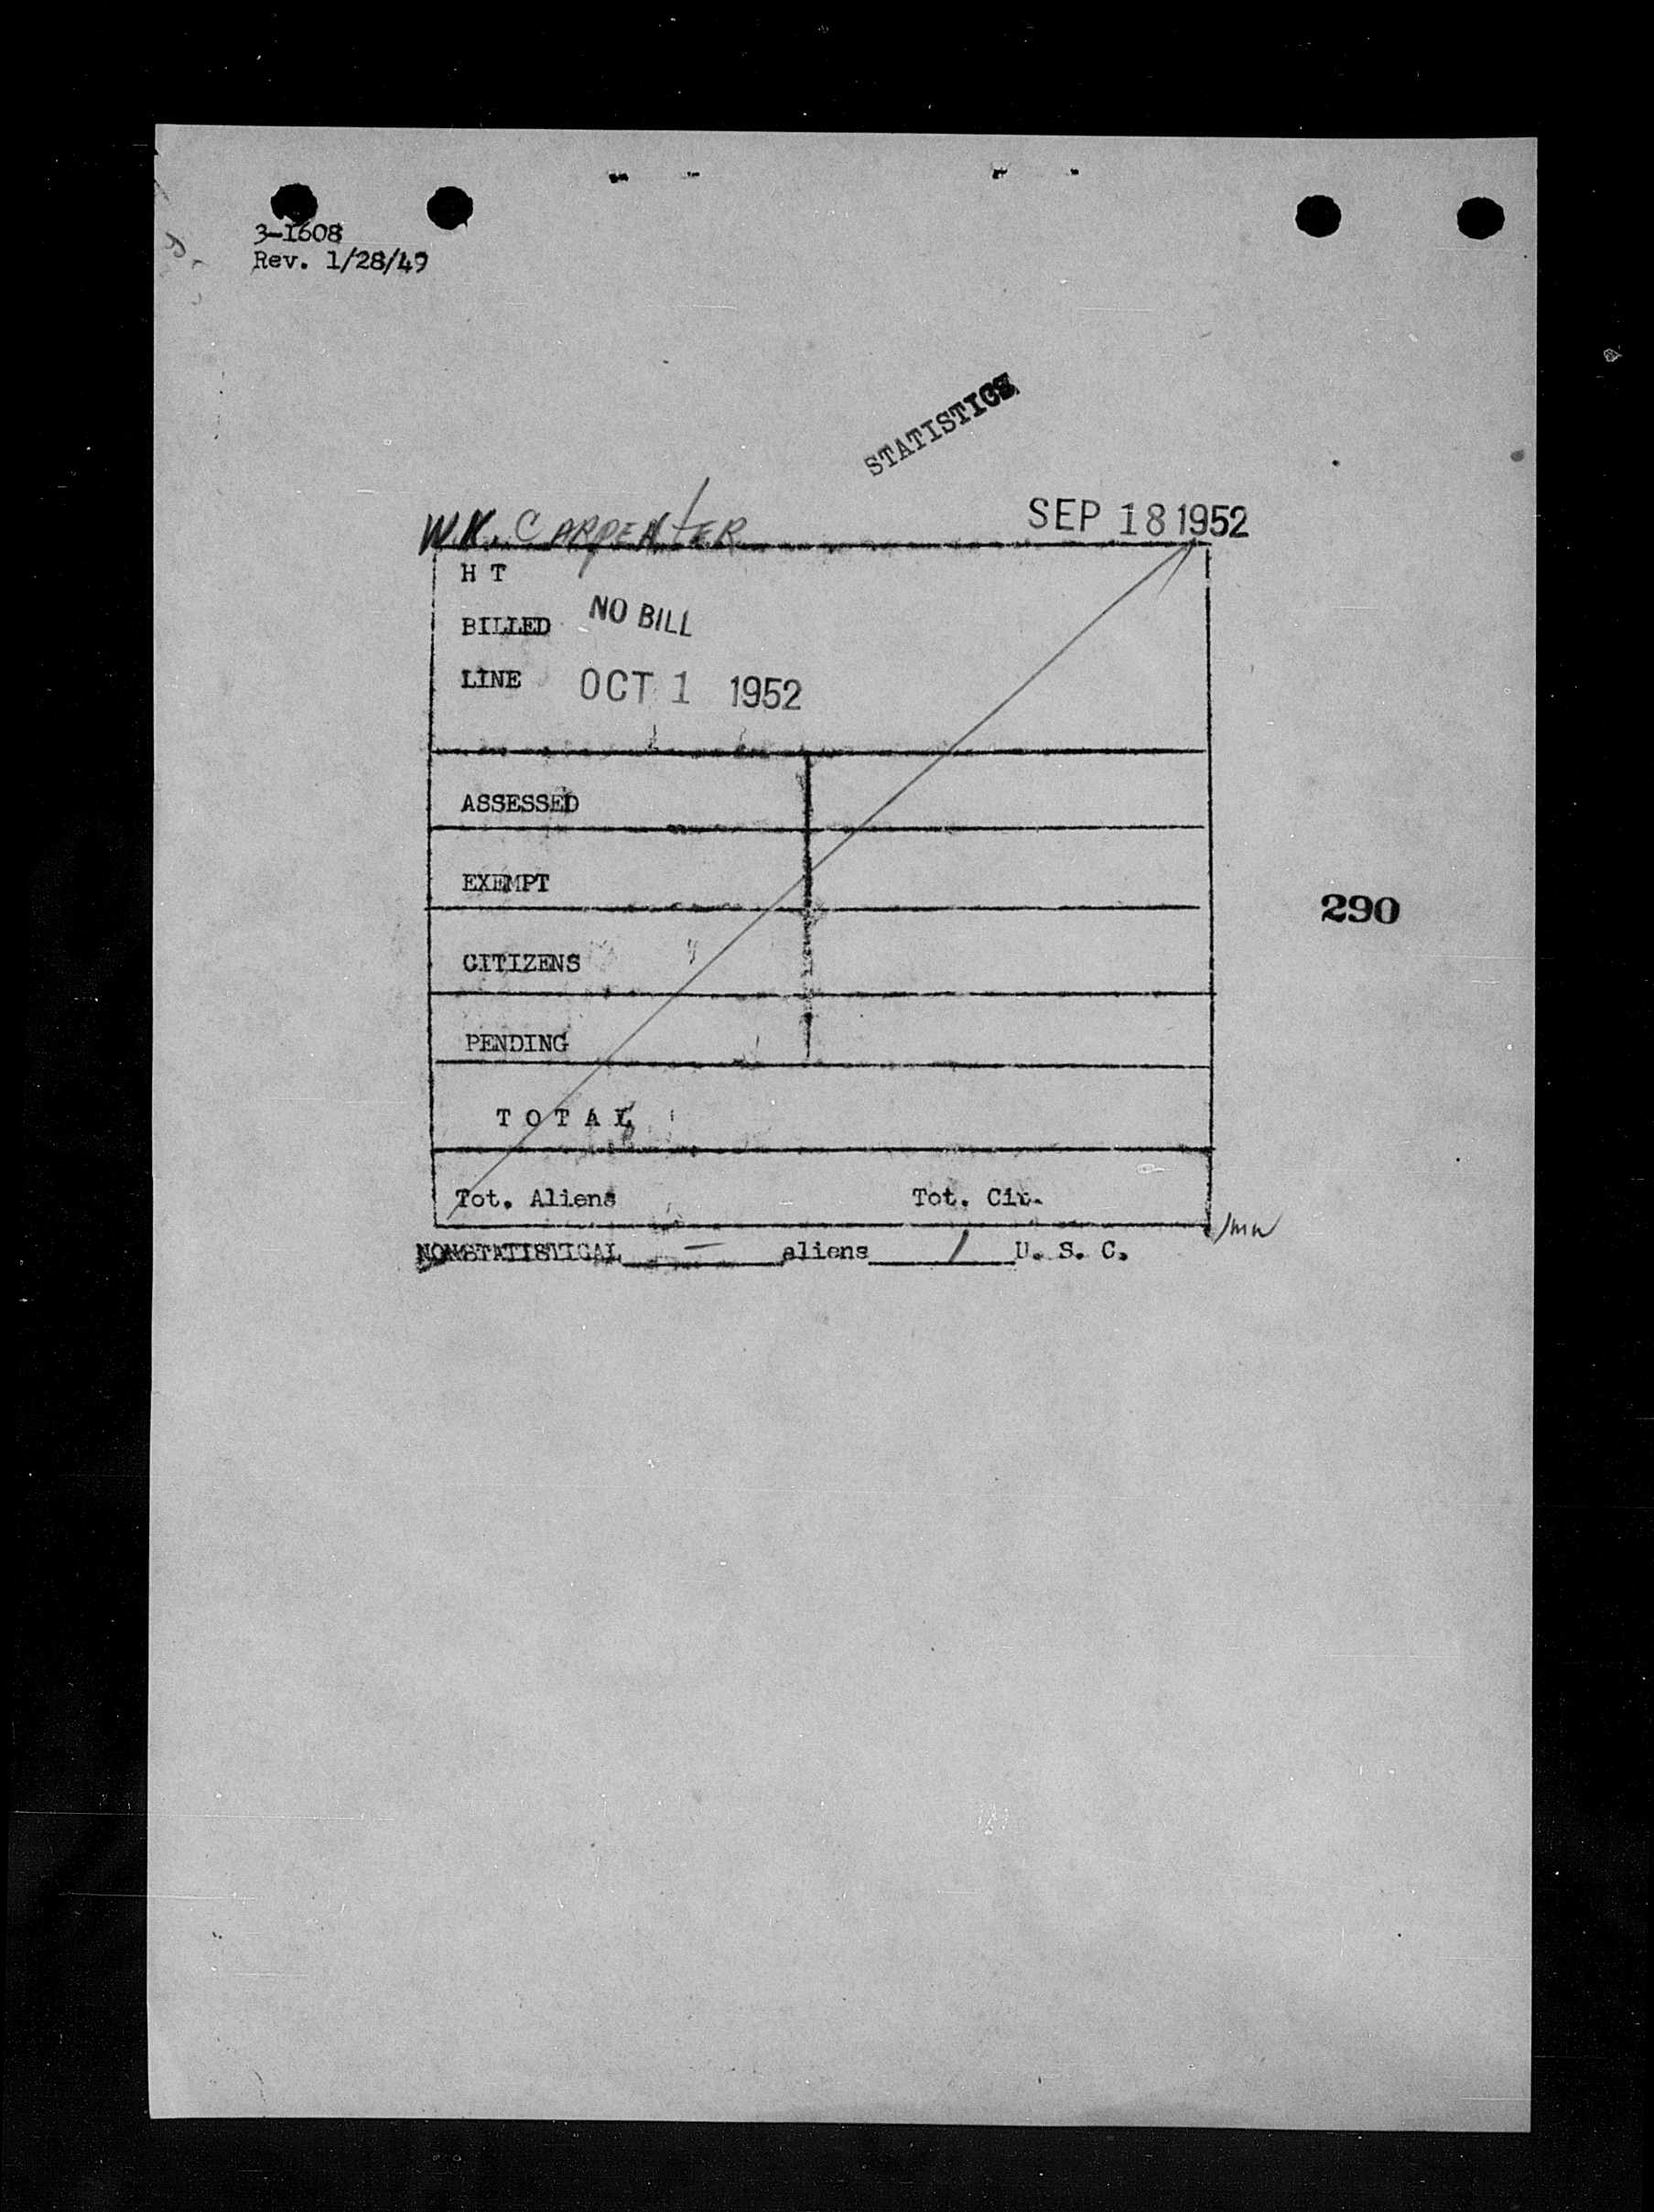 3-1608
Rev. 1/28/49
STATISTICS
W.K. CARPENTER SEP 18 1952
H T
BILLED NO BILL
LINE OCT 1 1952
ASSESSED
EXEMPT
290
CITIZENS
PENDING
T O T A L
Tot. Aliens Tot. Cit.
NONSTATISTICAL - aliens 1 U. S. C.